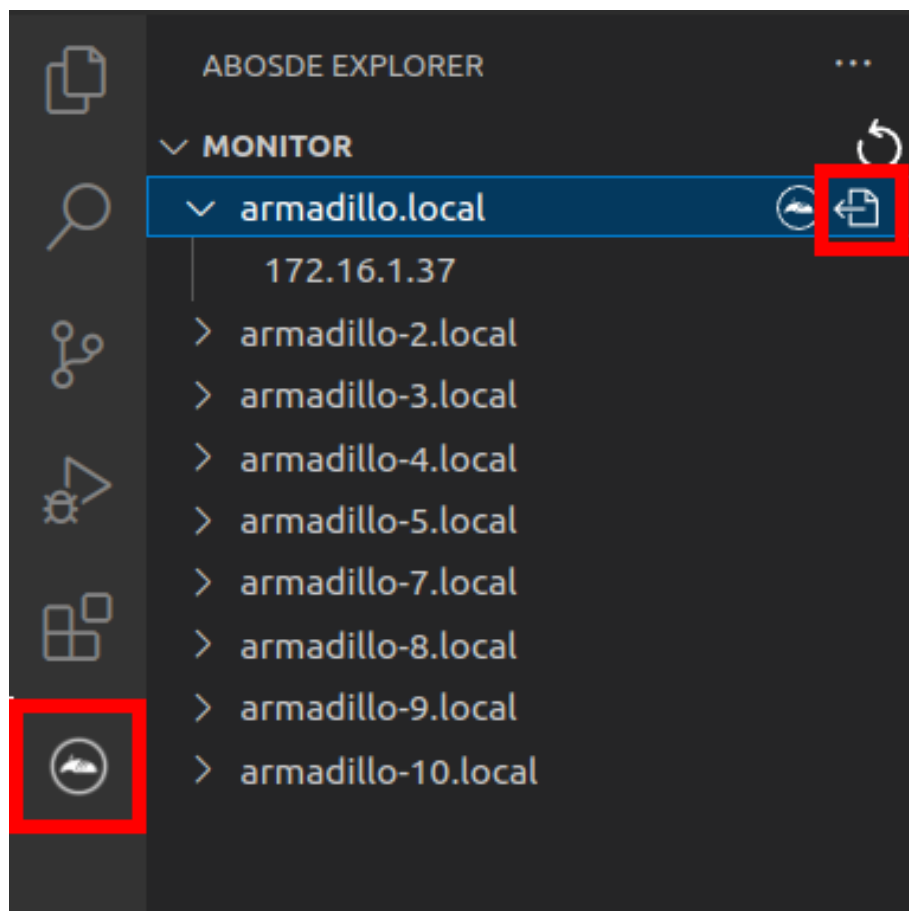 ABOSDE EXPLORER
MONITOR
armadillo.local
172.16.1.37
armadillo-2.local
armadillo-3.local
armadillo-4.local
armadillo-5.local
armadillo-7.local
armadillo-8.local
armadillo-9.local
armadillo-10.local